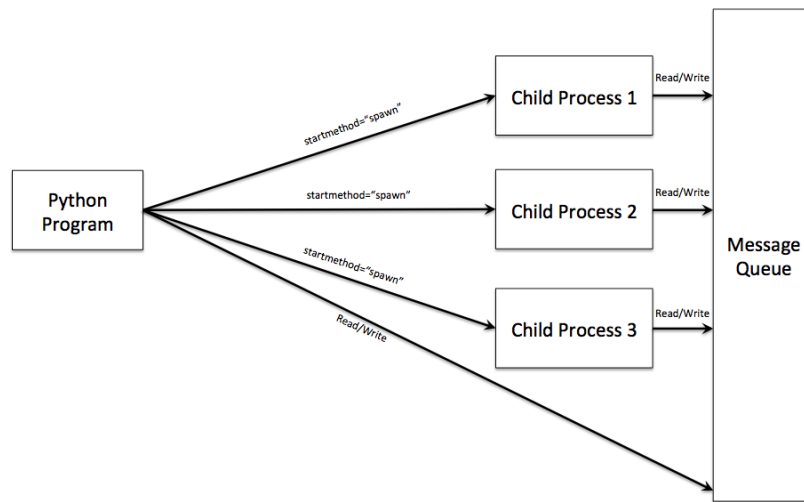 Python
Program
startmethod=“spawn”
Child Process 1
Read/Write
startmethod=“spawn”
Child Process 2
Read/Write
startmethod=“spawn”
Child Process 3
Read/Write
Read/Write
Message
Queue